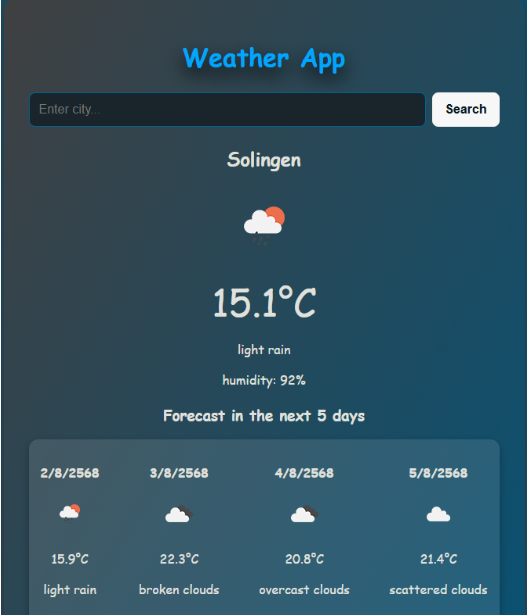 Weather App
Enter city...
Search
Solingen
15.1°C
light rain
humidity: 92%
Forecast in the next 5 days
2/8/2568 3/8/2568 4/8/2568 5/8/2568
15.9°C 22.3°C 20.8°C 21.4°C
light rain broken clouds overcast clouds scattered clouds